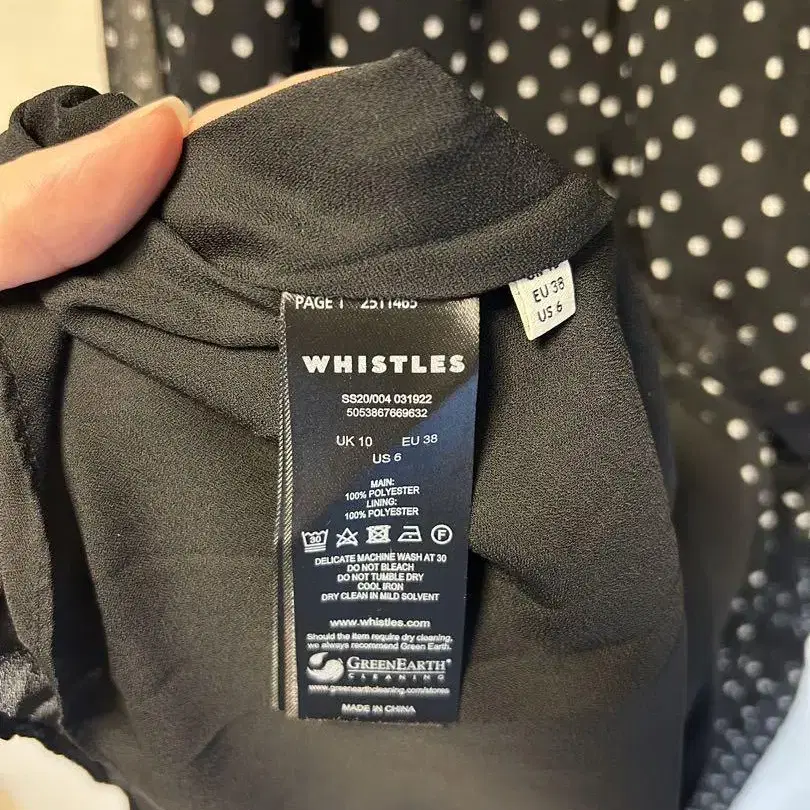 PAGE 1 2511465
WHISTLES
SS20/004 031922
5053867669632
UK 10 EU 38
US 6
MAIN:
100% POLYESTER
LINING:
100% POLYESTER
30
DELICATE MACHINE WASH AT 30
DO NOT BLEACH
DO NOT TUMBLE DRY
COOL IRON
DRY CLEAN IN MILD SOLVENT
www.whistles.com
Should the item require dry cleaning,
we always recommend Green Earth.
GREENEARTH®
CLEANING
www.greenearthcleaning.com/stores
MADE IN CHINA
EU 38
US 6